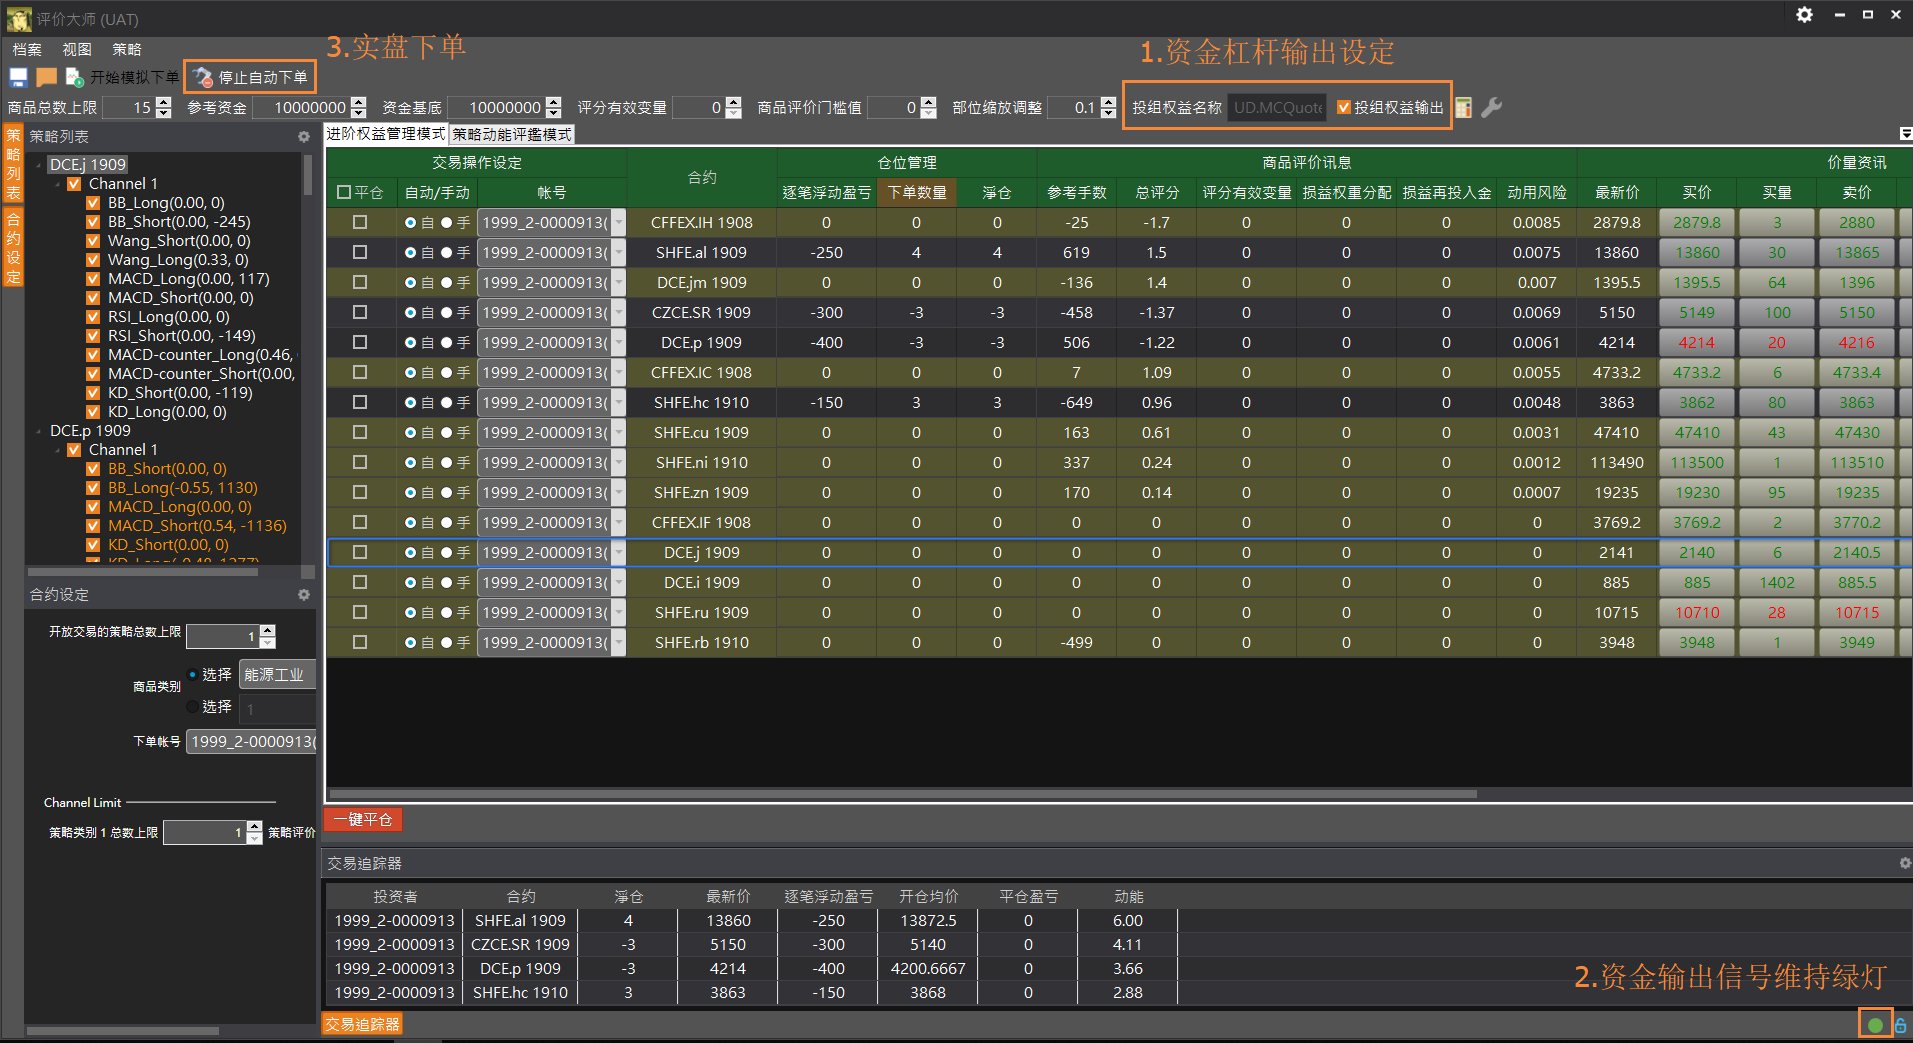 评价大师 (UAT)
档案 视图 策略
3.实盘下单
1.资金杠杆输出设定
开始模拟下单 停止自动下单
商品总数上限 15 参考资金 10000000 资金基底 10000000 评分有效变量 0 商品评价门槛值 0 部位缩放调整 0.1 投组权益名称 UD.MCQuote 投组权益输出
策略列表
合约设定
策略列表
DCE.j 1909
Channel 1
BB_Long(0.00, 0)
BB_Short(0.00, -245)
Wang_Short(0.00, 0)
Wang_Long(0.33, 0)
MACD_Long(0.00, 117)
MACD_Short(0.00, 0)
RSI_Long(0.00, 0)
RSI_Short(0.00, -149)
MACD-counter_Long(0.46,
MACD-counter_Short(0.00,
KD_Short(0.00, -119)
KD_Long(0.00, 0)
DCE.p 1909
Channel 1
BB_Short(0.00, 0)
BB_Long(-0.55, 1130)
MACD_Long(0.00, 0)
MACD_Short(0.54, -1136)
KD_Short(0.00, 0)
合约设定
开放交易的策略总数上限 1
商品类别 选择 能源工业
选择 1
下单帐号 1999_2-0000913(
Channel Limit
策略类别 1 总数上限 1 策略评价
进阶权益管理模式 策略动能评鑑模式
交易操作设定 合约 仓位管理 商品评价讯息 价量资讯
平仓 自动/手动 帐号 逐笔浮动盈亏 下单数量 淨仓 参考手数 总评分 评分有效变量 损益权重分配 损益再投入金 动用风险 最新价 买价 买量 卖价
自 手 1999_2-0000913( CFFEX.IH 1908 0 0 0 -25 -1.7 0 0 0 0.0085 2879.8 2879.8 3 2880
自 手 1999_2-0000913( SHFE.al 1909 -250 4 4 619 1.5 0 0 0 0.0075 13860 13860 30 13865
自 手 1999_2-0000913( DCE.jm 1909 0 0 0 -136 1.4 0 0 0 0.007 1395.5 1395.5 64 1396
自 手 1999_2-0000913( CZCE.SR 1909 -300 -3 -3 -458 -1.37 0 0 0 0.0069 5150 5149 100 5150
自 手 1999_2-0000913( DCE.p 1909 -400 -3 -3 506 -1.22 0 0 0 0.0061 4214 4214 20 4216
自 手 1999_2-0000913( CFFEX.IC 1908 0 0 0 7 1.09 0 0 0 0.0055 4733.2 4733.2 6 4733.4
自 手 1999_2-0000913( SHFE.hc 1910 -150 3 3 -649 0.96 0 0 0 0.0048 3863 3862 80 3863
自 手 1999_2-0000913( SHFE.cu 1909 0 0 0 163 0.61 0 0 0 0.0031 47410 47410 43 47430
自 手 1999_2-0000913( SHFE.ni 1910 0 0 0 337 0.24 0 0 0 0.0012 113490 113500 1 113510
自 手 1999_2-0000913( SHFE.zn 1909 0 0 0 170 0.14 0 0 0 0.0007 19235 19230 95 19235
自 手 1999_2-0000913( CFFEX.IF 1908 0 0 0 0 0 0 0 0 0 3769.2 3769.2 2 3770.2
自 手 1999_2-0000913( DCE.j 1909 0 0 0 0 0 0 0 0 0 2141 2140 6 2140.5
自 手 1999_2-0000913( DCE.i 1909 0 0 0 0 0 0 0 0 0 885 885 1402 885.5
自 手 1999_2-0000913( SHFE.ru 1909 0 0 0 0 0 0 0 0 0 10715 10710 28 10715
自 手 1999_2-0000913( SHFE.rb 1910 0 0 0 -499 0 0 0 0 0 3948 3948 1 3949
一键平仓
交易追踪器
投资者 合约 淨仓 最新价 逐笔浮动盈亏 开仓均价 平仓盈亏 动能
1999_2-0000913 SHFE.al 1909 4 13860 -250 13872.5 0 6.00
1999_2-0000913 CZCE.SR 1909 -3 5150 -300 5140 0 4.11
1999_2-0000913 DCE.p 1909 -3 4214 -400 4200.6667 0 3.66
1999_2-0000913 SHFE.hc 1910 3 3863 -150 3868 0 2.88
2.资金输出信号维持绿灯
交易追踪器